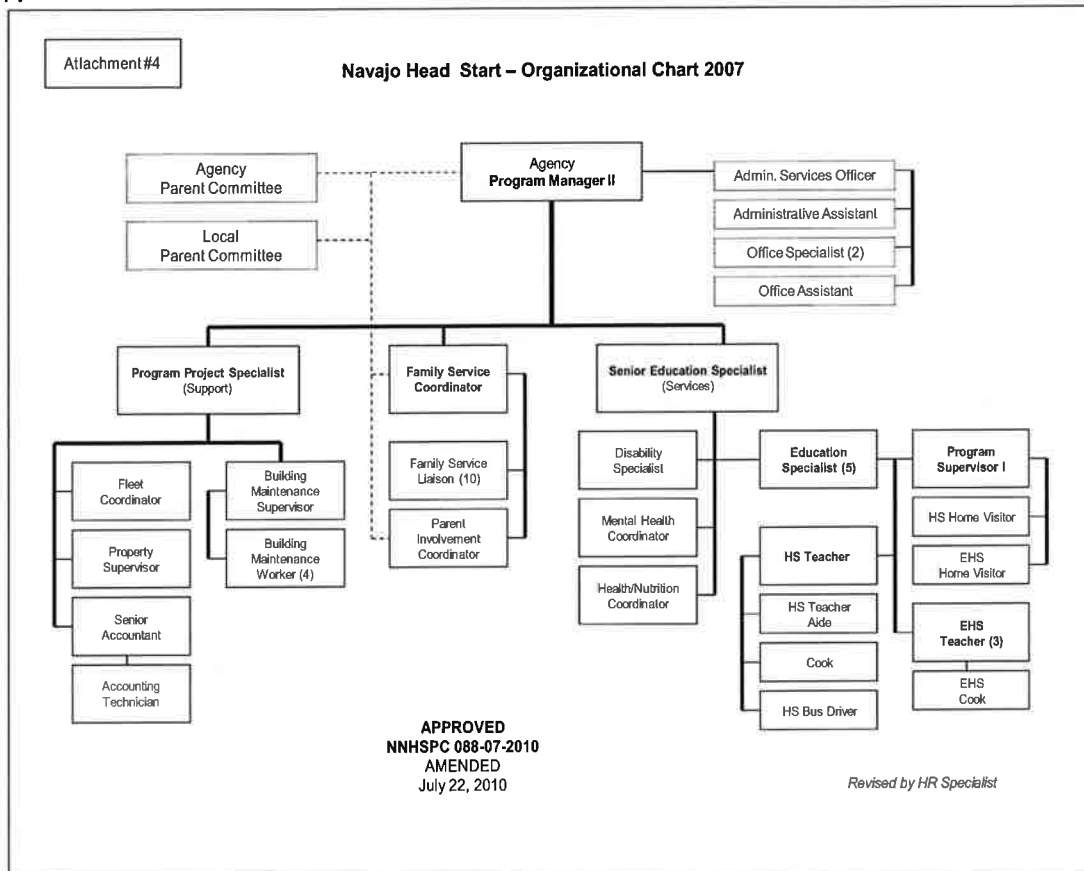 Attachment #4
Navajo Head Start – Organizational Chart 2007
Agency
Parent Committee
Local
Parent Committee
Agency
Program Manager II
Admin. Services Officer
Administrative Assistant
Office Specialist (2)
Office Assistant
Program Project Specialist
(Support)
Family Service
Coordinator
Senior Education Specialist
(Services)
Fleet
Coordinator
Property
Supervisor
Senior
Accountant
Accounting
Technician
Building
Maintenance
Supervisor
Building
Maintenance
Worker (4)
Family Service
Liaison (10)
Parent
Involvement
Coordinator
Disability
Specialist
Mental Health
Coordinator
Health/Nutrition
Coordinator
Education
Specialist (5)
HS Teacher
HS Teacher
Aide
Cook
HS Bus Driver
Program
Supervisor I
HS Home Visitor
EHS
Home Visitor
EHS
Teacher (3)
EHS
Cook
APPROVED
NNHSPC 088-07-2010
AMENDED
July 22, 2010
Revised by HR Specialist